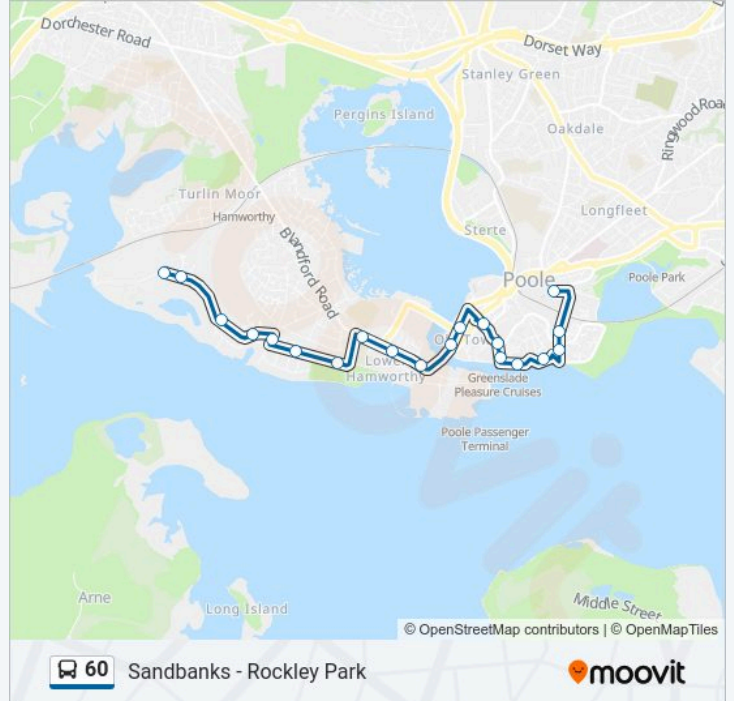 Dorchester Road
Dorset Way
Stanley Green
Pergins Island
Ringwood Roa
Oakdale
Turlin Moor
Longfleet
Hamworthy
Sterte
Blandford Road
Poole
Poole Park
Old Tow
Lower
Hamworthy
Greenslade
Pleasure Cruises
Poole Passenger
Terminal
Arne
Long Island
Middle Street
© OpenStreetMap contributors | © OpenMapTiles
60 Sandbanks - Rockley Park
moovit